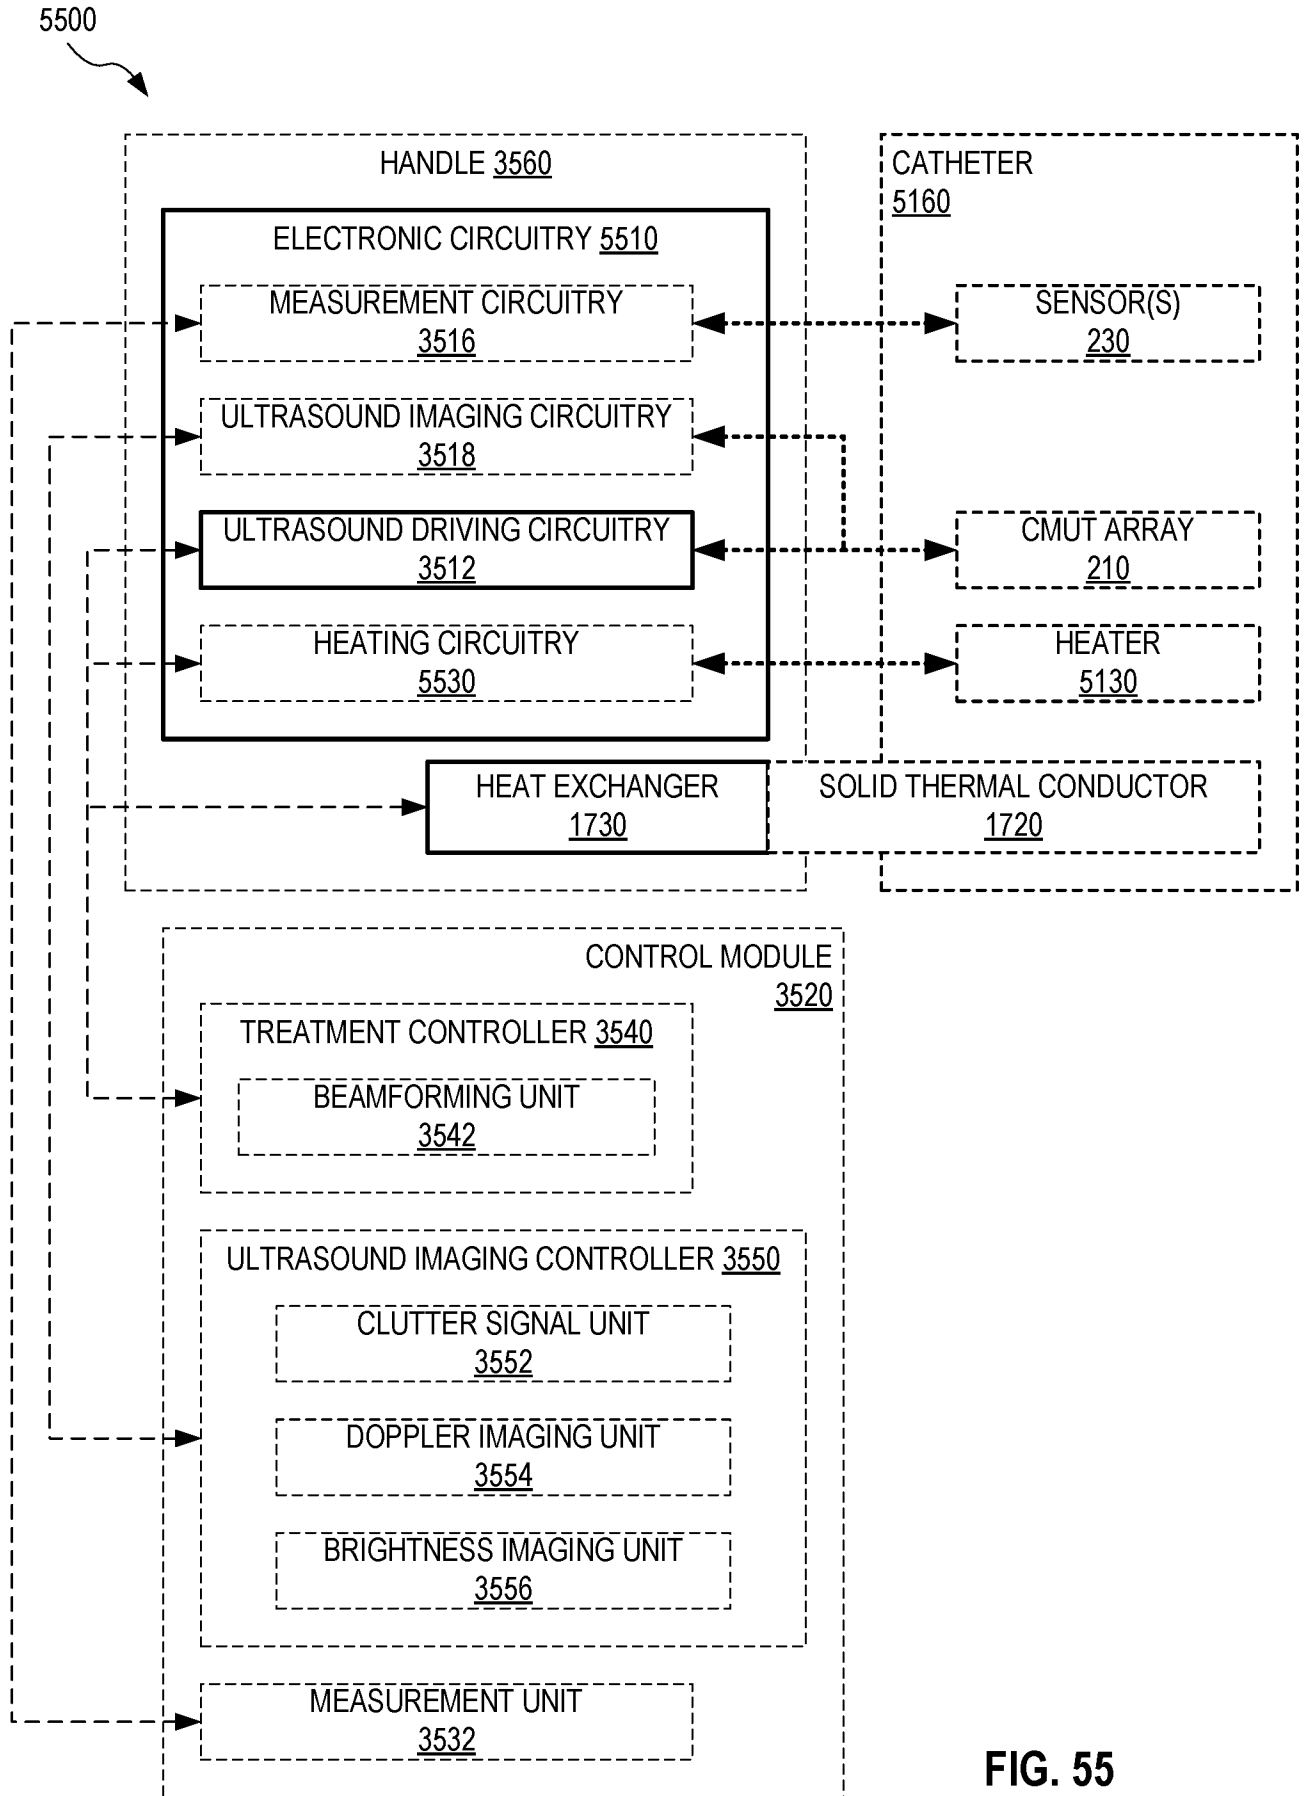 5500
HANDLE 3560
ELECTRONIC CIRCUITRY 5510
MEASUREMENT CIRCUITRY
3516
ULTRASOUND IMAGING CIRCUITRY
3518
ULTRASOUND DRIVING CIRCUITRY
3512
HEATING CIRCUITRY
5530
CATHETER
5160
SENSOR(S)
230
CMUT ARRAY
210
HEATER
5130
HEAT EXCHANGER
1730
SOLID THERMAL CONDUCTOR
1720
CONTROL MODULE
3520
TREATMENT CONTROLLER 3540
BEAMFORMING UNIT
3542
ULTRASOUND IMAGING CONTROLLER 3550
CLUTTER SIGNAL UNIT
3552
DOPPLER IMAGING UNIT
3554
BRIGHTNESS IMAGING UNIT
3556
MEASUREMENT UNIT
3532
FIG. 55